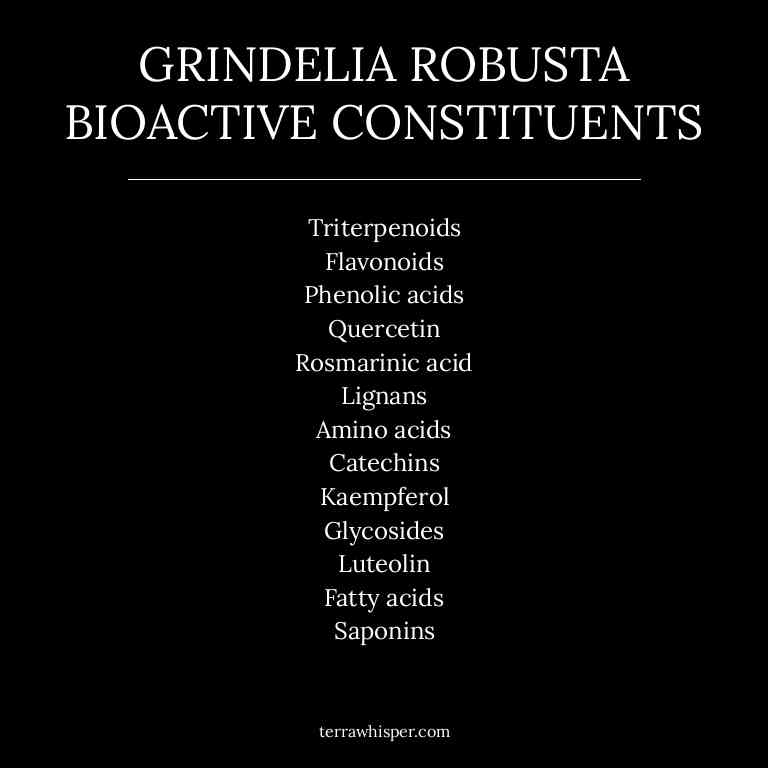 GRINDELIA ROBUSTA
BIOACTIVE CONSTITUENTS
Triterpenoids
Flavonoids
Phenolic acids
Quercetin
Rosmarinic acid
Lignans
Amino acids
Catechins
Kaempferol
Glycosides
Luteolin
Fatty acids
Saponins
terrawhisper.com